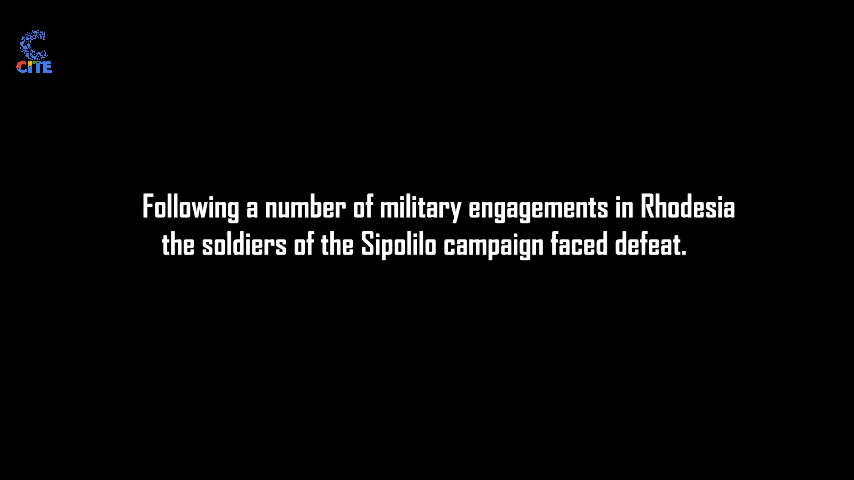 CITE
Following a number of military engagements in Rhodesia
the soldiers of the Sipolilo campaign faced defeat.